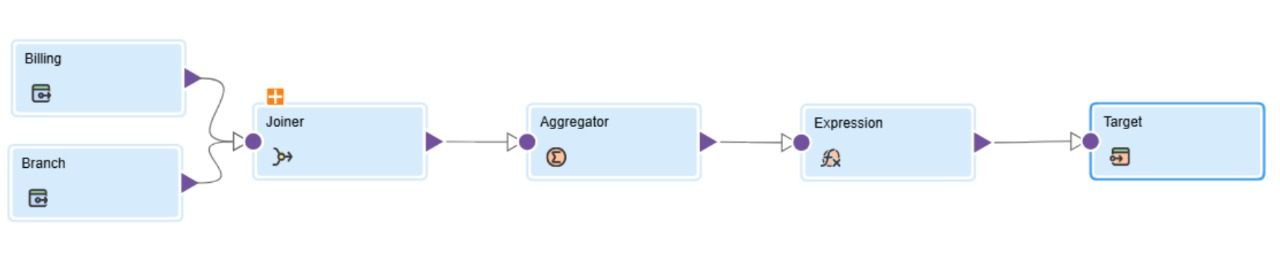 Billing
Branch
Joiner
Aggregator
Expression
Target